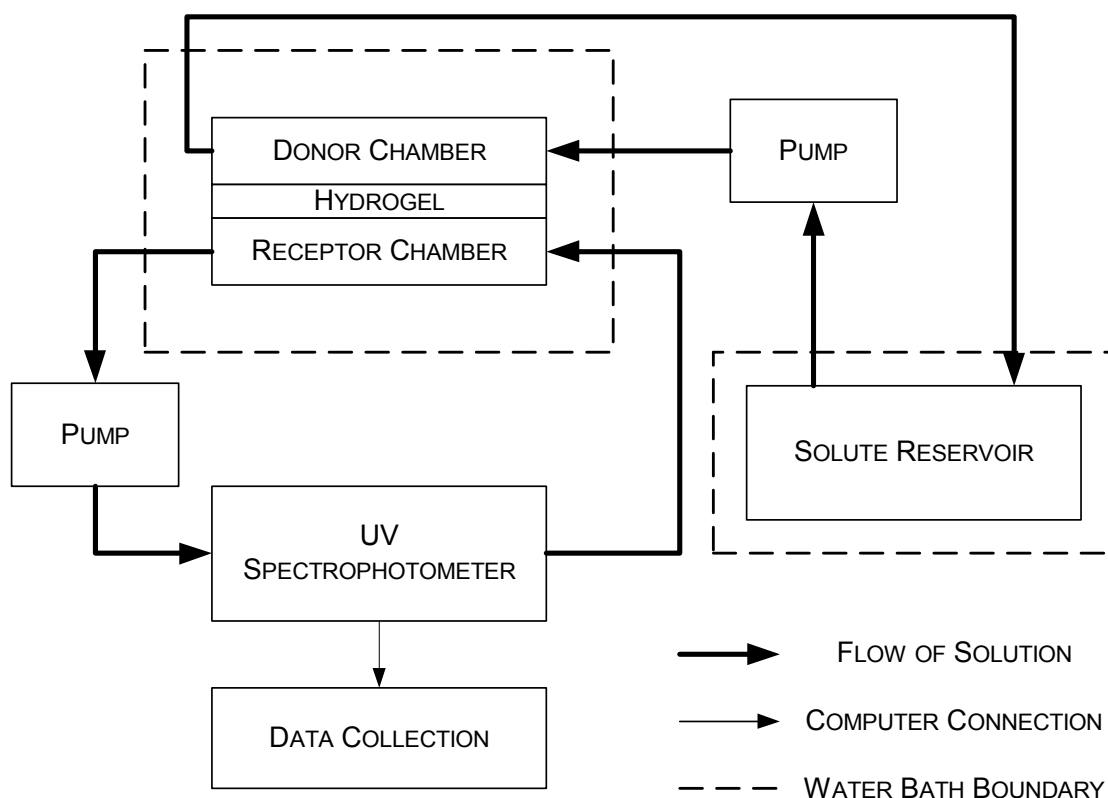 DONOR CHAMBER
PUMP
HYDROGEL
RECEPTOR CHAMBER
PUMP
SOLUTE RESERVOIR
UV
SPECTROPHOTOMETER
FLOW OF SOLUTION
COMPUTER CONNECTION
DATA COLLECTION
WATER BATH BOUNDARY